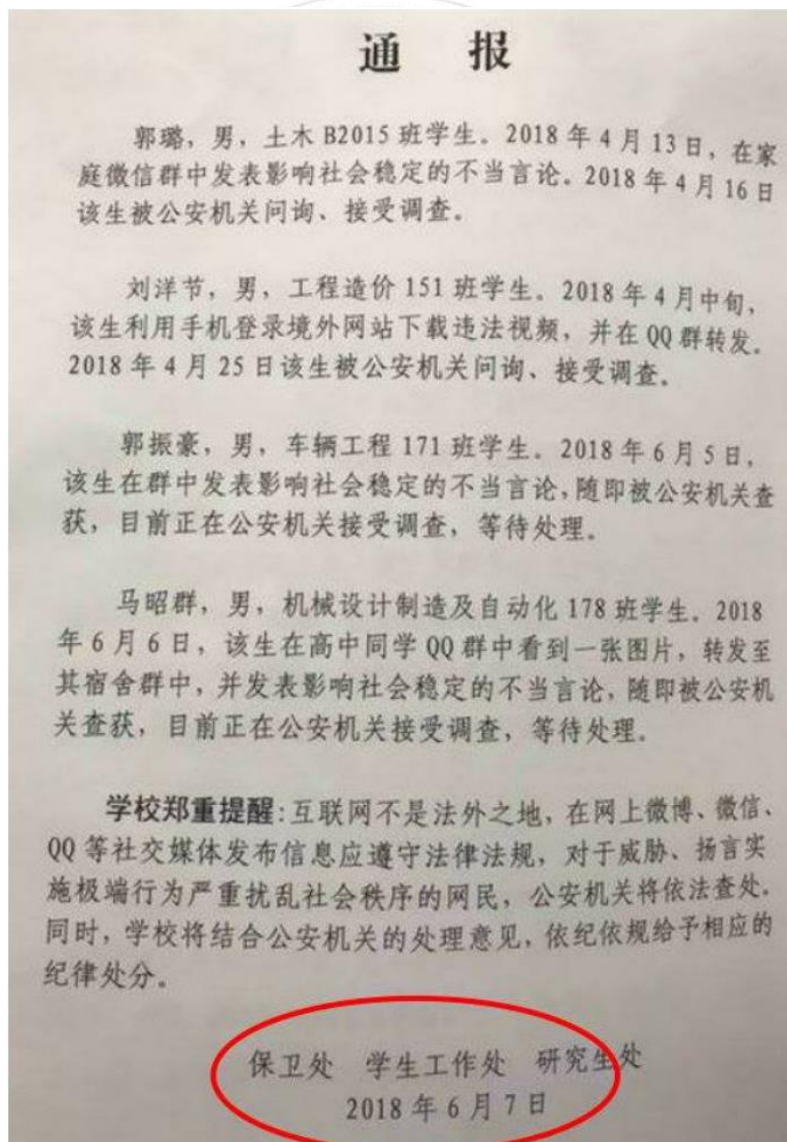 通 报
郭璐，男，土木 B2015 班学生。2018 年 4 月 13 日，在家
庭微信群中发表影响社会稳定的不当言论。2018 年 4 月 16 日
该生被公安机关问询、接受调查。
刘洋节，男，工程造价 151 班学生。2018 年 4 月中旬，
该生利用手机登录境外网站下载违法视频，并在 QQ 群转发。
2018 年 4 月 25 日该生被公安机关问询、接受调查。
郭振豪，男，车辆工程 171 班学生。2018 年 6 月 5 日，
该生在群中发表影响社会稳定的不当言论，随即被公安机关查
获，目前正在公安机关接受调查，等待处理。
马昭群，男，机械设计制造及自动化 178 班学生。2018
年 6 月 6 日，该生在高中同学 QQ 群中看到一张图片，转发至
其宿舍群中，并发表影响社会稳定的不当言论，随即被公安机
关查获，目前正在公安机关接受调查，等待处理。
学校郑重提醒：互联网不是法外之地，在网上微博、微信、
QQ 等社交媒体发布信息应遵守法律法规，对于威胁、扬言实
施极端行为严重扰乱社会秩序的网民，公安机关将依法查处。
同时，学校将结合公安机关的处理意见，依纪依规给予相应的
纪律处分。
保卫处 学生工作处 研究生处
2018 年 6 月 7 日